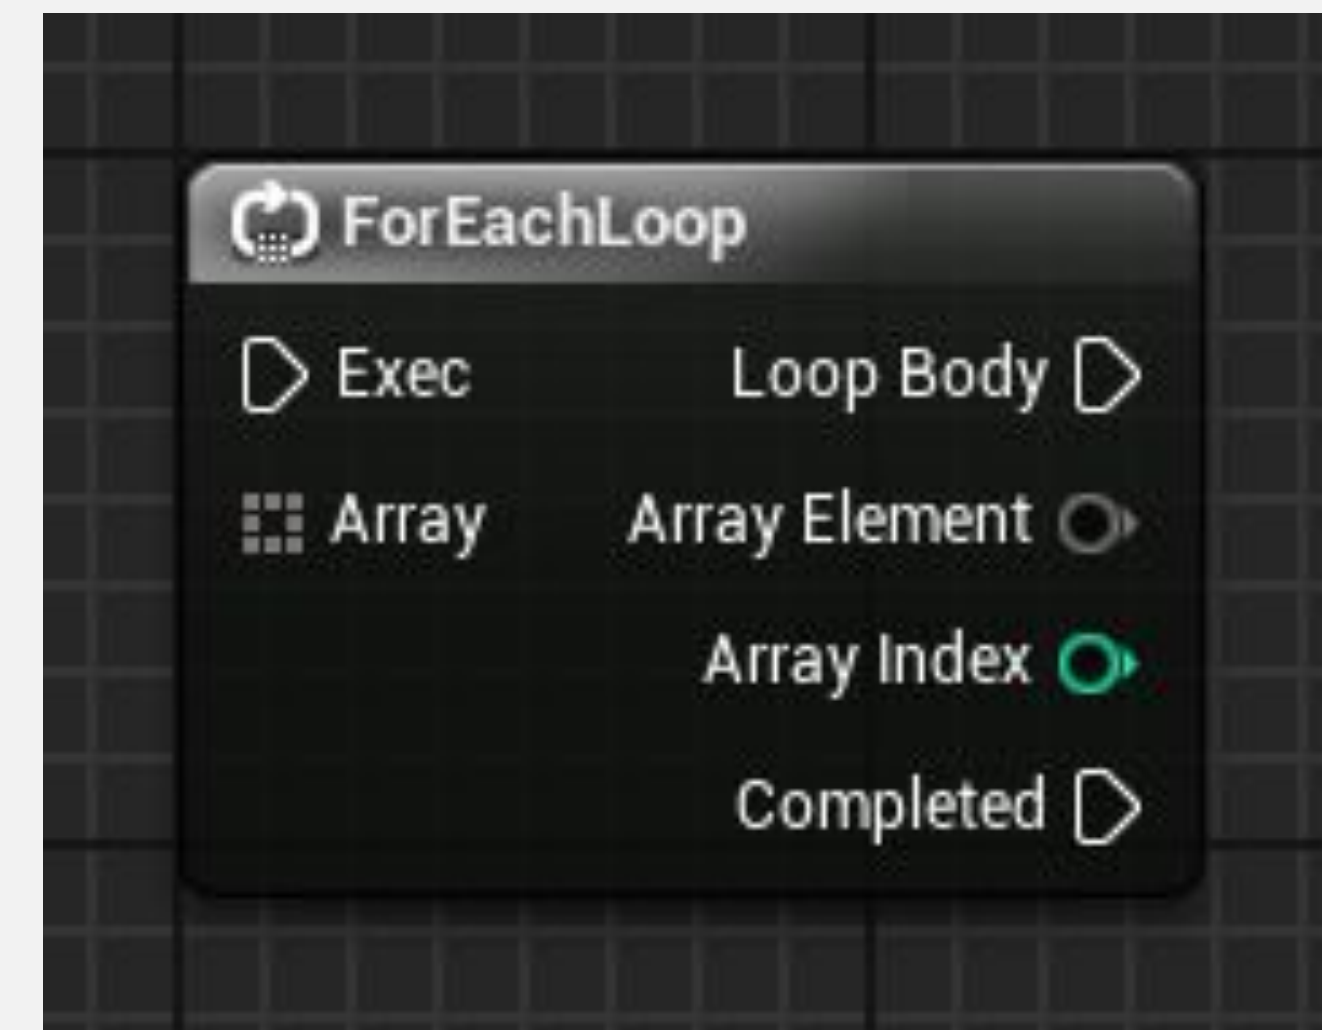 ForEachLoop
Exec Loop Body
Array Array Element
Array Index
Completed